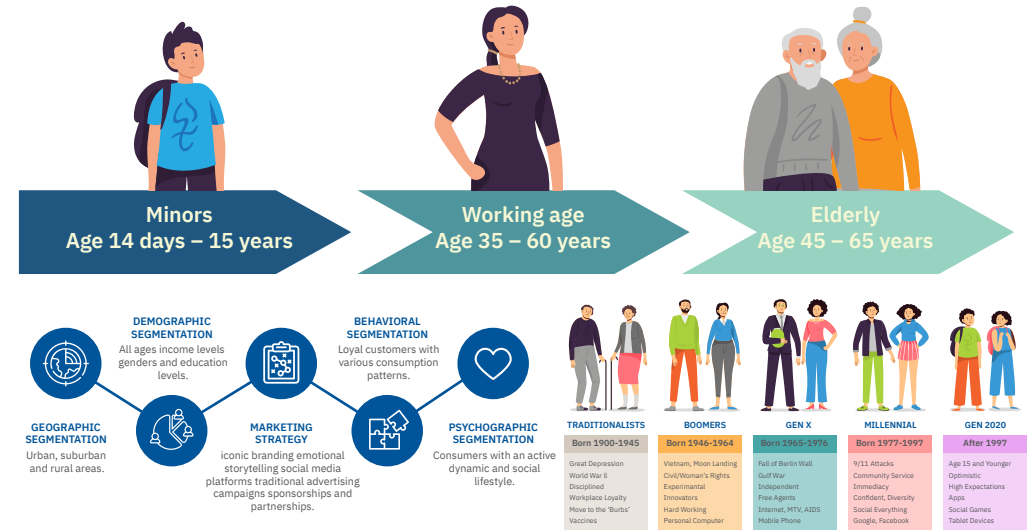 Minors
Age 14 days – 15 years
Working age
Age 35 – 60 years
Elderly
Age 45 – 65 years
DEMOGRAPHIC
SEGMENTATION
All ages income levels
genders and education
levels.
BEHAVIORAL
SEGMENTATION
Loyal customers with
various consumption
patterns.
GEOGRAPHIC
SEGMENTATION
Urban, suburban
and rural areas.
MARKETING
STRATEGY
iconic branding emotional
storytelling social media
platforms traditional advertising
campaigns sponsorships and
partnerships.
PSYCHOGRAPHIC
SEGMENTATION
Consumers with an active
dynamic and social
lifestyle.
TRADITIONALISTS
Born 1900-1945
Great Depression
World War II
Disciplined
Workplace Loyalty
Move to the 'Burbs'
Vaccines
BOOMERS
Born 1946-1964
Vietnam, Moon Landing
Civil/Woman's Rights
Experimantal
Innovators
Hard Working
Personal Computer
GEN X
Born 1965-1976
Fall of Berlin Wall
Gulf War
Independent
Free Agents
Internet, MTV, AIDS
Mobile Phone
MILLENNIAL
Born 1977-1997
9/11 Attacks
Community Service
Immediacy
Confident, Diversity
Social Everything
Google, Facebook
GEN 2020
After 1997
Age 15 and Younger
Optimistic
High Expectations
Apps
Social Games
Tablet Devices